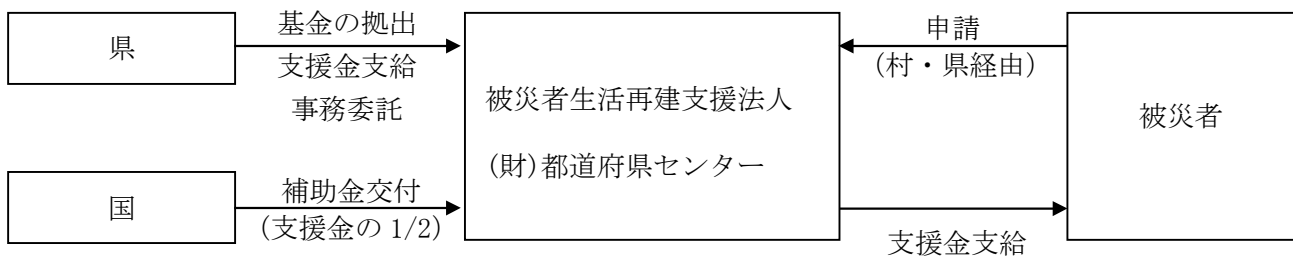 県
基金の拠出
支援金支給
事務委託
国
補助金交付
(支援金の 1/2)
被災者生活再建支援法人
(財)都道府県センター
申請
(村・県経由)
支援金支給
被災者